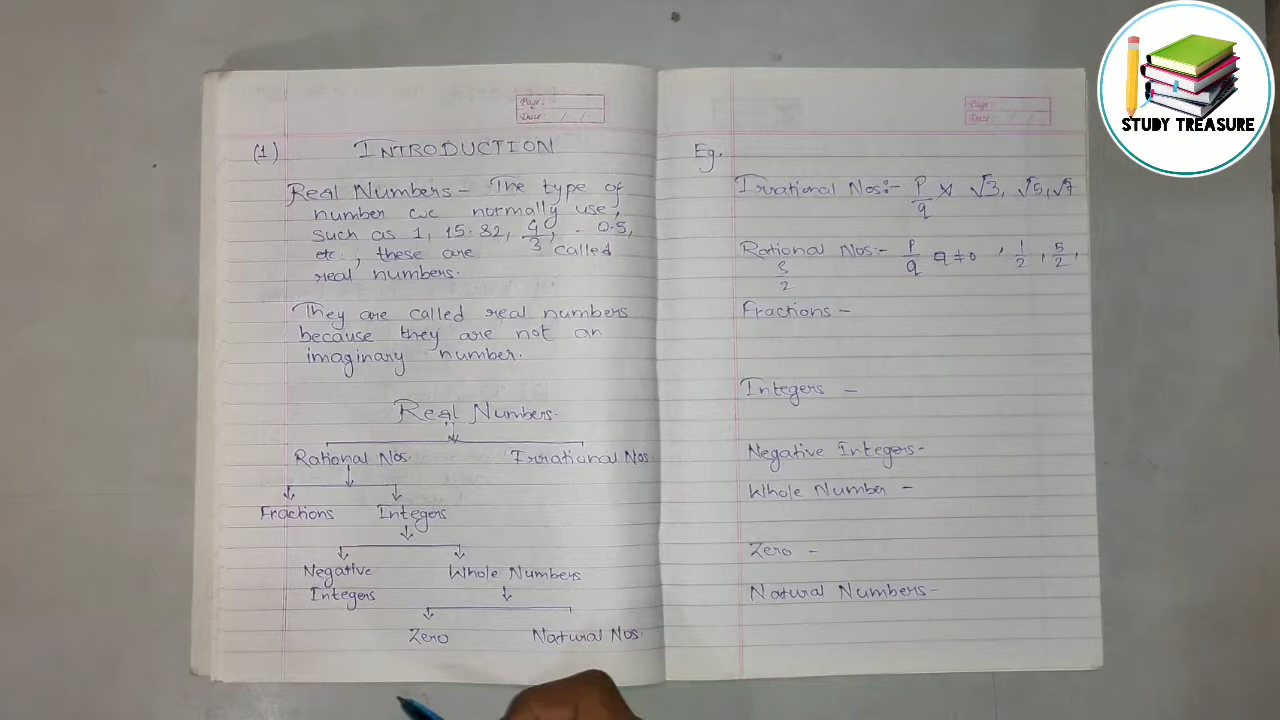 STUDY TREASURE
Page:
Date: / /
(1) INTRODUCTION
Real Numbers - The type of
number we normally use,
such as 1, 15.82, 4/3, - 0.5,
etc., these are called
real numbers.
They are called real numbers
because they are not an
imaginary number.
Real Numbers.
Rational Nos. Irrational Nos.
Fractions Integers
Negative Whole Numbers
Integers
Zero Natural Nos.
Page:
Date: / /
Eg.
Irrational Nos:- p/q × √3, √5, √7
Rational Nos:- p/q q≠0, 1/2, 5/2,
3/2
Fractions -
Integers -
Negative Integers-
Whole Number -
Zero -
Natural Numbers-